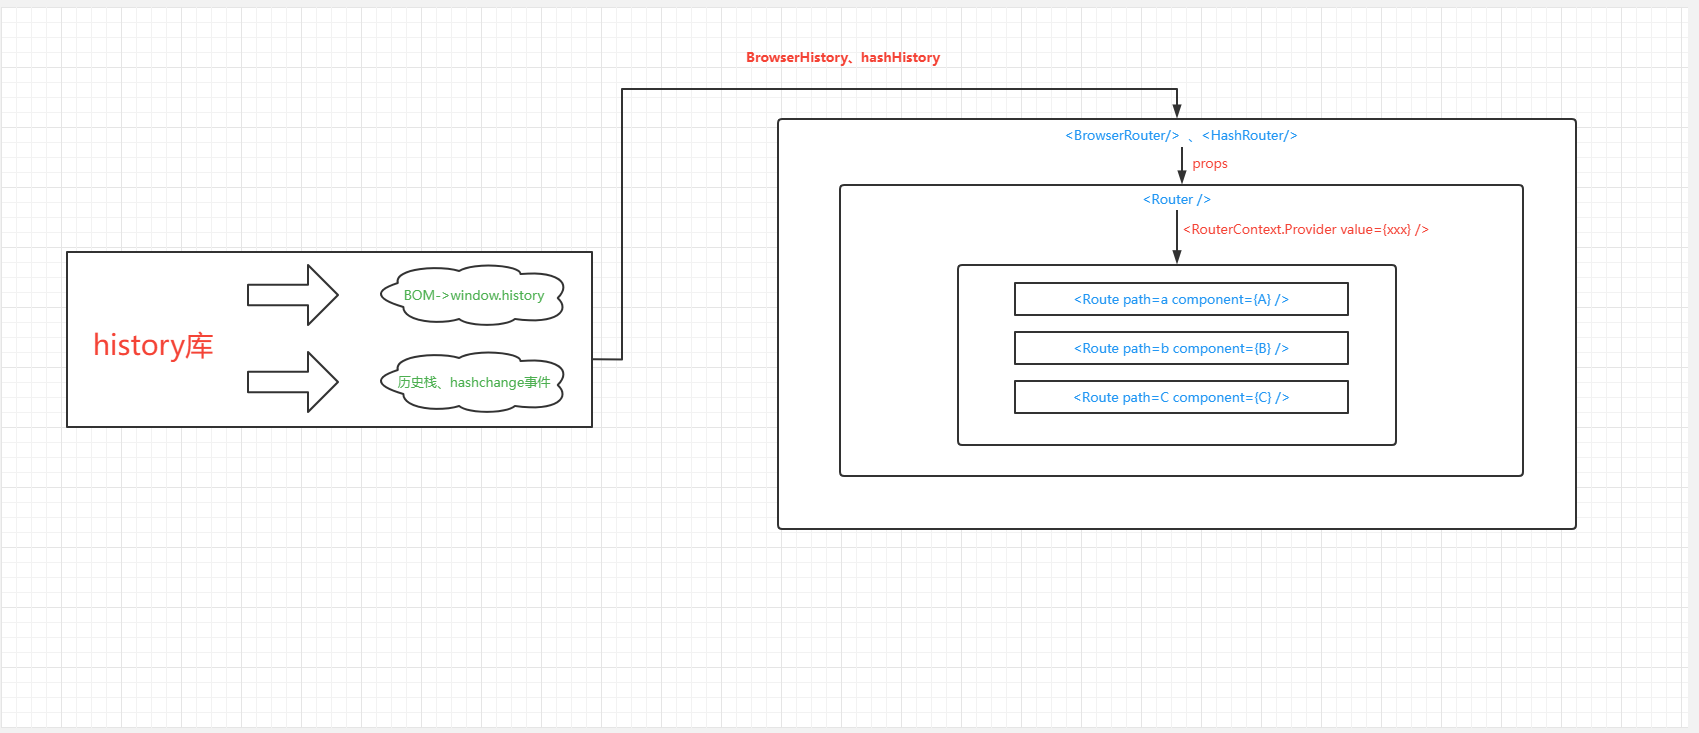 BrowserHistory、hashHistory
<BrowserRouter/> 、<HashRouter/>
props
<Router />
<RouterContext.Provider value={xxx} />
<Route path=a component={A} />
<Route path=b component={B} />
<Route path=C component={C} />
history库
BOM->window.history
历史栈、hashchange事件